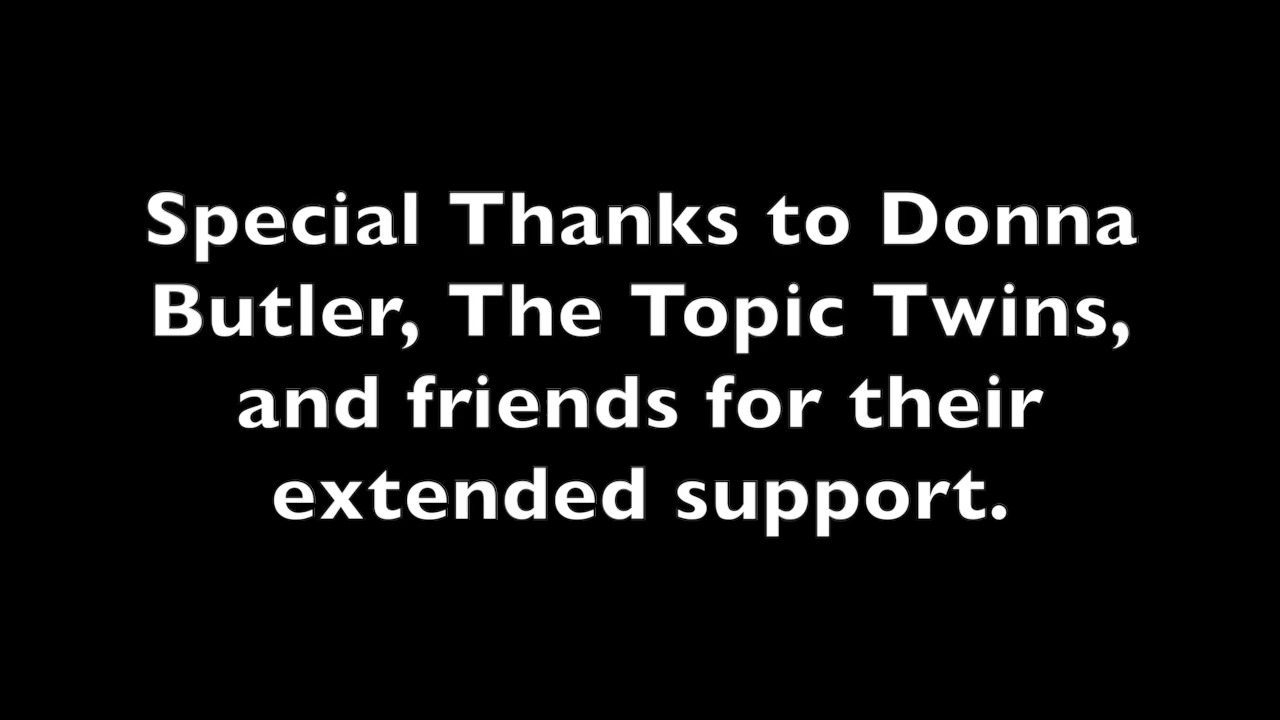 Special Thanks to Donna
Butler, The Topic Twins,
and friends for their
extended support.